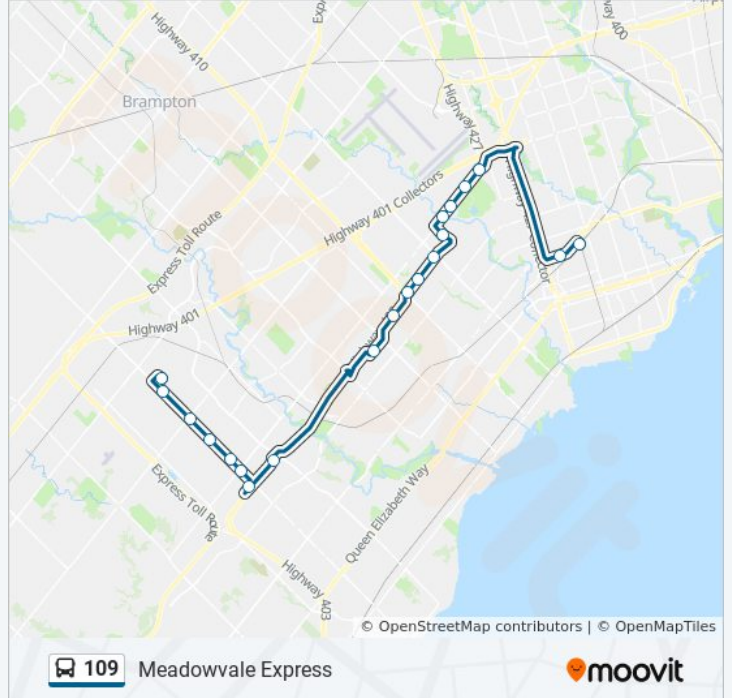 Highway 410
Brampton
Highway 427
Highway 401 Collectors
Express Toll Route
Highway 401
Express Toll Route
Queen Elizabeth Way
Highway 403
© OpenStreetMap contributors | © OpenMapTiles
109 Meadowvale Express
moovit